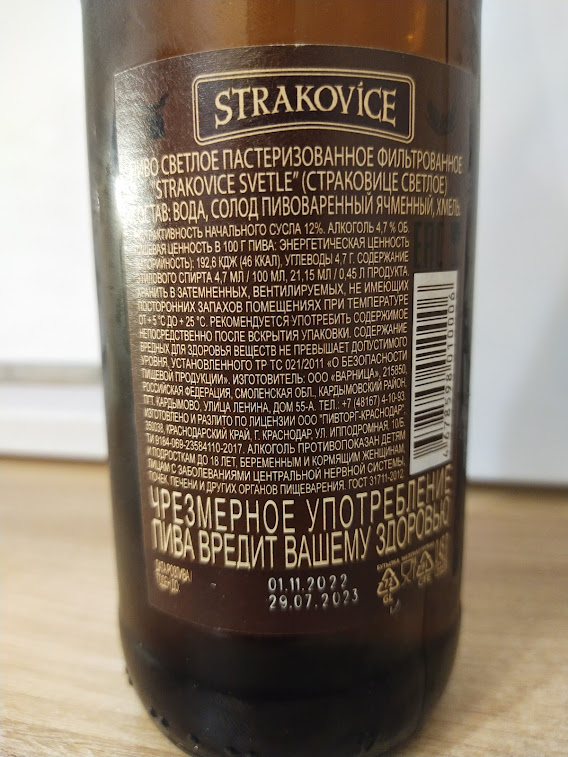 STRAKOVÍCE
ПИВО СВЕТЛОЕ ПАСТЕРИЗОВАННОЕ ФИЛЬТРОВАННОЕ
"STRAKOVICE SVETLE" (СТРАКОВИЦЕ СВЕТЛОЕ)
СОСТАВ: ВОДА, СОЛОД ПИВОВАРЕННЫЙ ЯЧМЕННЫЙ, ХМЕЛЬ.
ЭКСТРАКТИВНОСТЬ НАЧАЛЬНОГО СУСЛА 12%. АЛКОГОЛЬ 4,7 % ОБ.
ПИЩЕВАЯ ЦЕННОСТЬ В 100 Г ПИВА: ЭНЕРГЕТИЧЕСКАЯ ЦЕННОСТЬ
(КАЛОРИЙНОСТЬ): 192,6 КДЖ (46 ККАЛ), УГЛЕВОДЫ 4,7 Г. СОДЕРЖАНИЕ
ЭТИЛОВОГО СПИРТА 4,7 МЛ / 100 МЛ, 21,15 МЛ / 0,45 Л ПРОДУКТА.
ХРАНИТЬ В ЗАТЕМНЕННЫХ, ВЕНТИЛИРУЕМЫХ, НЕ ИМЕЮЩИХ
ПОСТОРОННИХ ЗАПАХОВ ПОМЕЩЕНИЯХ ПРИ ТЕМПЕРАТУРЕ
ОТ + 5 °С ДО + 25 °С. РЕКОМЕНДУЕТСЯ УПОТРЕБИТЬ СОДЕРЖИМОЕ
НЕПОСРЕДСТВЕННО ПОСЛЕ ВСКРЫТИЯ УПАКОВКИ. СОДЕРЖАНИЕ
ВРЕДНЫХ ДЛЯ ЗДОРОВЬЯ ВЕЩЕСТВ НЕ ПРЕВЫШАЕТ ДОПУСТИМОГО
УРОВНЯ, УСТАНОВЛЕННОГО ТР ТС 021/2011 «О БЕЗОПАСНОСТИ
ПИЩЕВОЙ ПРОДУКЦИИ». ИЗГОТОВИТЕЛЬ: ООО «ВАРНИЦА», 215850,
РОССИЙСКАЯ ФЕДЕРАЦИЯ, СМОЛЕНСКАЯ ОБЛ., КАРДЫМОВСКИЙ РАЙОН,
ПГТ. КАРДЫМОВО, УЛИЦА ЛЕНИНА, ДОМ 55-А. ТЕЛ.: +7 (48167) 4-10-93.
ИЗГОТОВЛЕНО И РАЗЛИТО ПО ЛИЦЕНЗИИ ООО "ПИВТОРГ-КРАСНОДАР",
350038, КРАСНОДАРСКИЙ КРАЙ, Г. КРАСНОДАР, УЛ. ИППОДРОМНАЯ, 10/Б.
ТИ 9184-069-23584110-2017. АЛКОГОЛЬ ПРОТИВОПОКАЗАН ДЕТЯМ
И ПОДРОСТКАМ ДО 18 ЛЕТ, БЕРЕМЕННЫМ И КОРМЯЩИМ ЖЕНЩИНАМ,
ЛИЦАМ С ЗАБОЛЕВАНИЯМИ ЦЕНТРАЛЬНОЙ НЕРВНОЙ СИСТЕМЫ,
ПОЧЕК, ПЕЧЕНИ И ДРУГИХ ОРГАНОВ ПИЩЕВАРЕНИЯ. ГОСТ 31711-2012.
ЧРЕЗМЕРНОЕ УПОТРЕБЛЕНИЕ
ПИВА ВРЕДИТ ВАШЕМУ ЗДОРОВЬЮ
ДАТА РОЗЛИВА /
ГОДЕН ДО:
01.11.2022
29.07.2023
GL